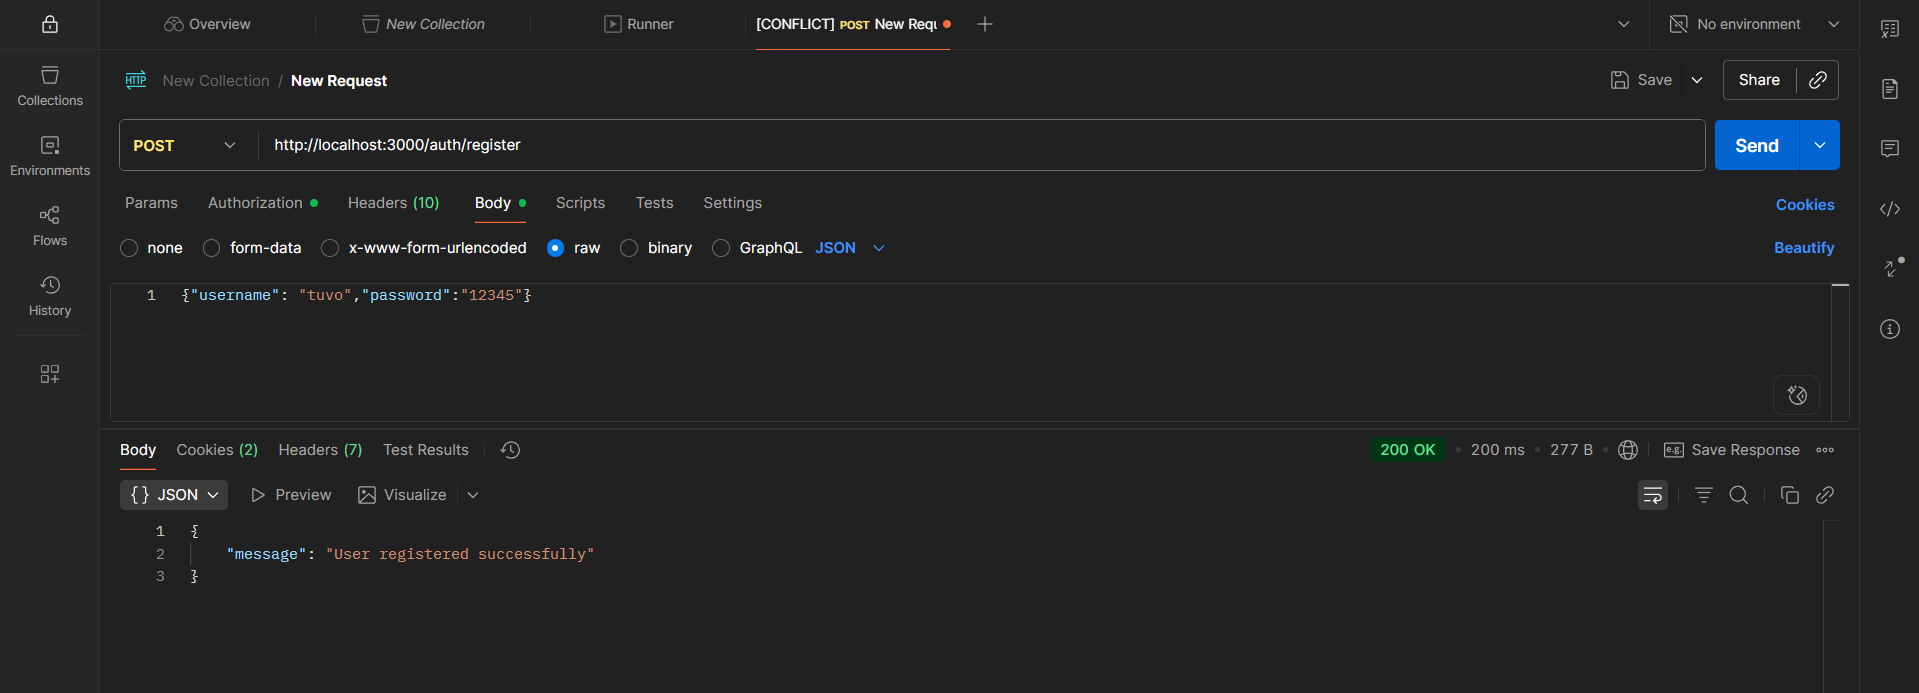 Overview
New Collection
Runner
[CONFLICT] POST New Requ
No environment
Collections
Environments
Flows
History
HTTP New Collection / New Request
Save
Share
POST
http://localhost:3000/auth/register
Send
Params
Authorization
Headers (10)
Body
Scripts
Tests
Settings
Cookies
none
form-data
x-www-form-urlencoded
raw
binary
GraphQL
JSON
Beautify
1 {"username": "tuvo","password":"12345"}
Body
Cookies (2)
Headers (7)
Test Results
200 OK
200 ms
277 B
e.g. Save Response
{} JSON
Preview
Visualize
1 {
2 "message": "User registered successfully"
3 }